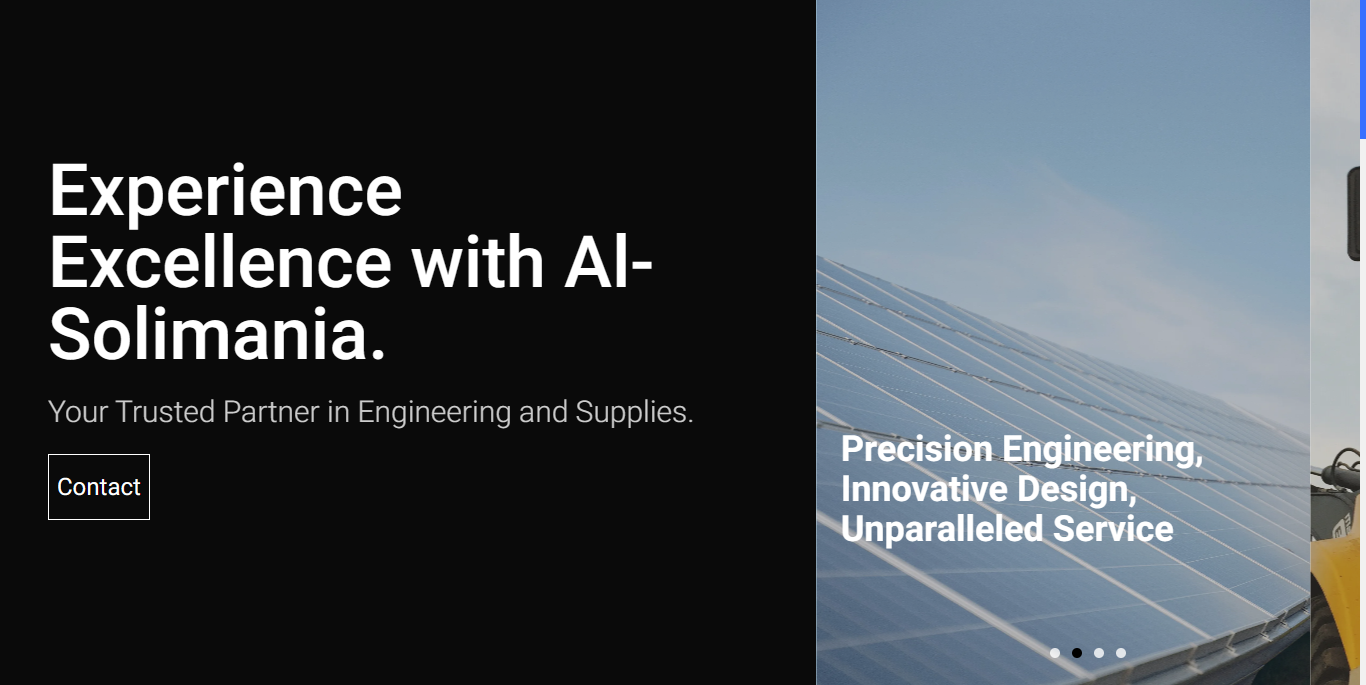 Experience
Excellence with Al-
Solimania.
Your Trusted Partner in Engineering and Supplies.
Contact
Precision Engineering,
Innovative Design,
Unparalleled Service